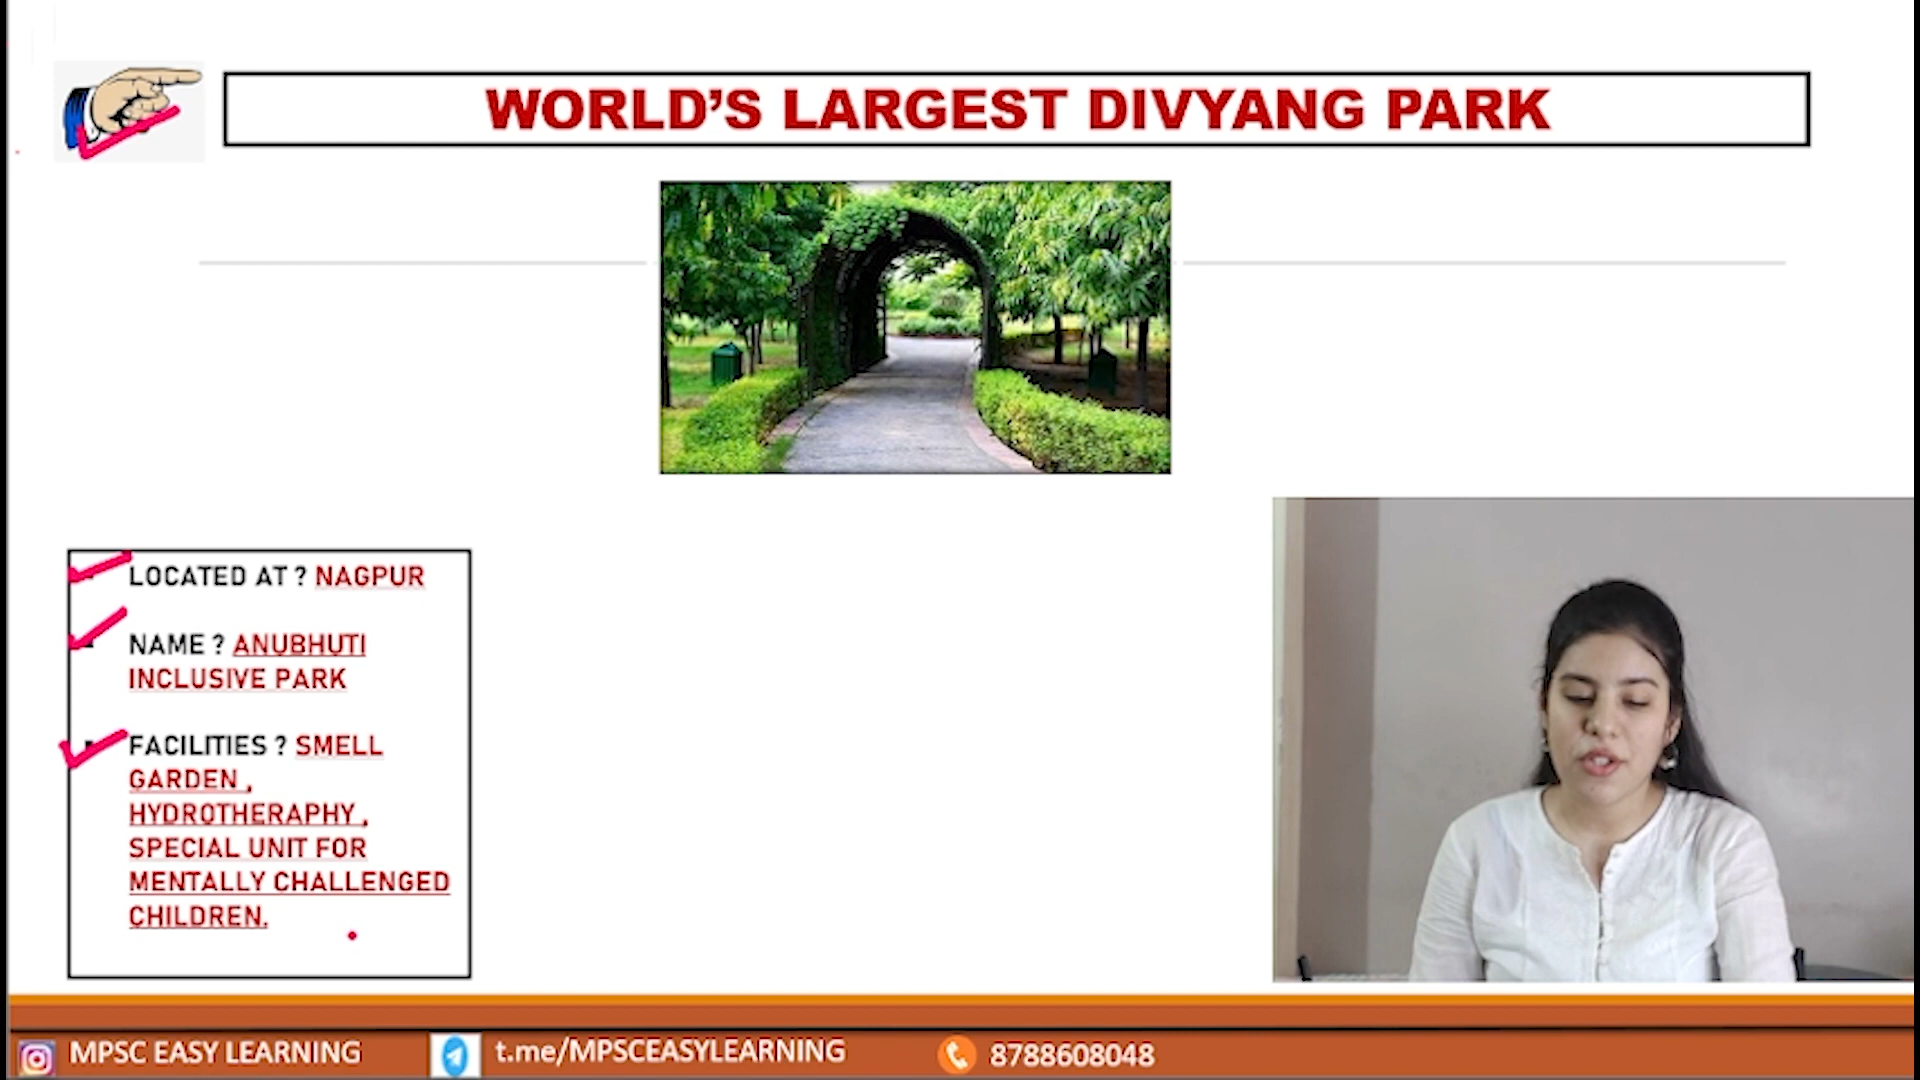 WORLD’S LARGEST DIVYANG PARK
LOCATED AT ? NAGPUR
NAME ? ANUBHUTI
INCLUSIVE PARK
FACILITIES ? SMELL
GARDEN ,
HYDROTHERAPHY ,
SPECIAL UNIT FOR
MENTALLY CHALLENGED
CHILDREN.
MPSC EASY LEARNING
t.me/MPSCEASYLEARNING
8788608048